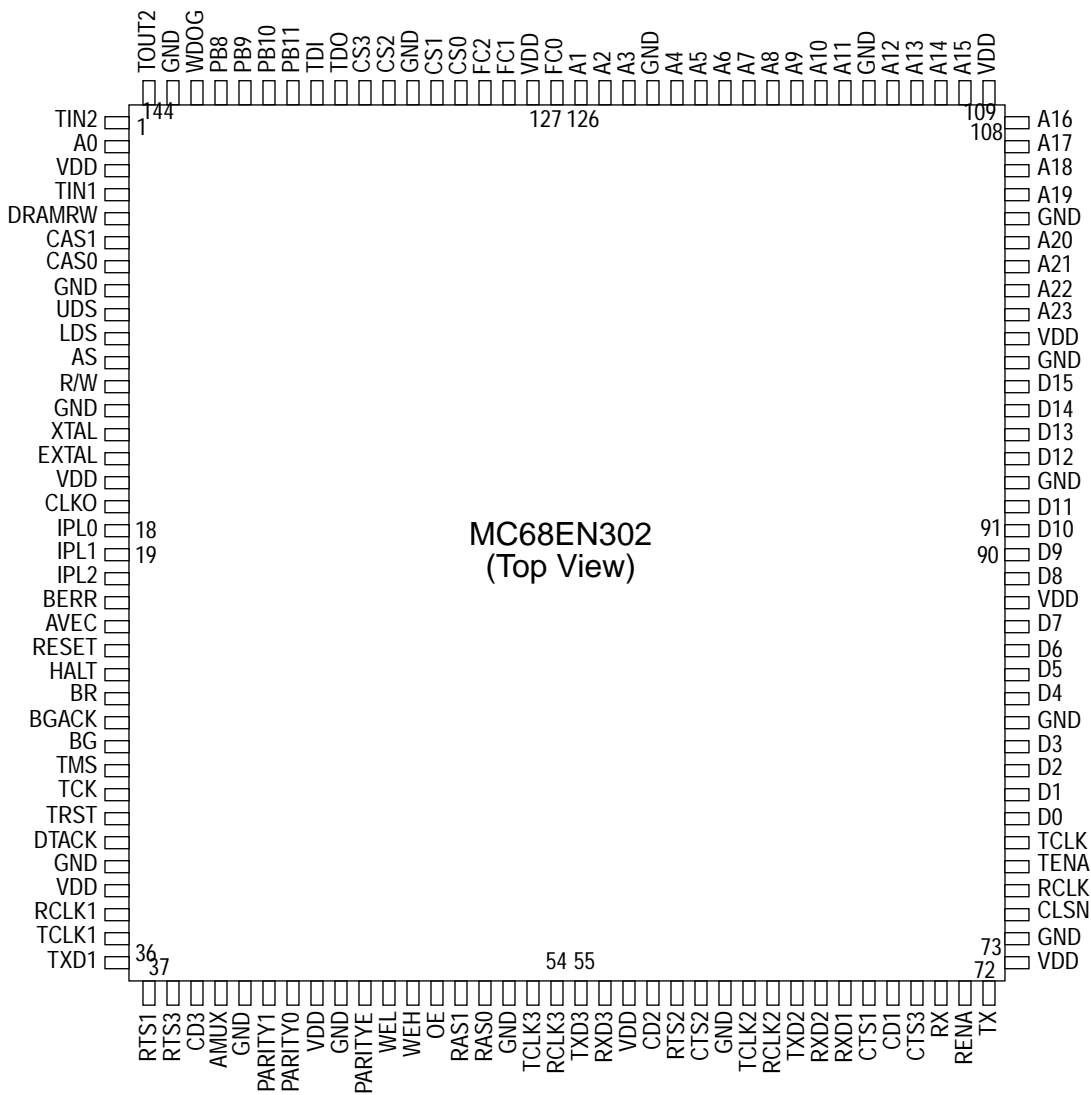 TOUT2
GND
WDOG
PB8
PB9
PB10
PB11
TDI
TDO
CS3
CS2
GND
CS1
CS0
FC2
FC1
VDD
FC0
A1
A2
A3
GND
A4
A5
A6
A7
A8
A9
A10
A11
GND
A12
A13
A14
A15
VDD
144
127 126
109
TIN2
A0
VDD
TIN1
DRAMRW
CAS1
CAS0
GND
UDS
LDS
AS
R/W
GND
XTAL
EXTAL
VDD
CLKO
IPL0
IPL1
IPL2
BERR
AVEC
RESET
HALT
BR
BGACK
BG
TMS
TCK
TRST
DTACK
GND
VDD
RCLK1
TCLK1
TXD1
1
18
19
36
MC68EN302
(Top View)
108
91
90
73
A16
A17
A18
A19
GND
A20
A21
A22
A23
VDD
GND
D15
D14
D13
D12
GND
D11
D10
D9
D8
VDD
D7
D6
D5
D4
GND
D3
D2
D1
D0
TCLK
TENA
RCLK
CLSN
GND
VDD
37
54 55
72
RTS1
RTS3
CD3
AMUX
GND
PARITY1
PARITY0
VDD
GND
PARITYE
WEL
WEH
OE
RAS1
RAS0
GND
TCLK3
RCLK3
TXD3
RXD3
VDD
CD2
RTS2
CTS2
GND
TCLK2
RCLK2
TXD2
RXD2
RXD1
CTS1
CD1
CTS3
RX
RENA
TX